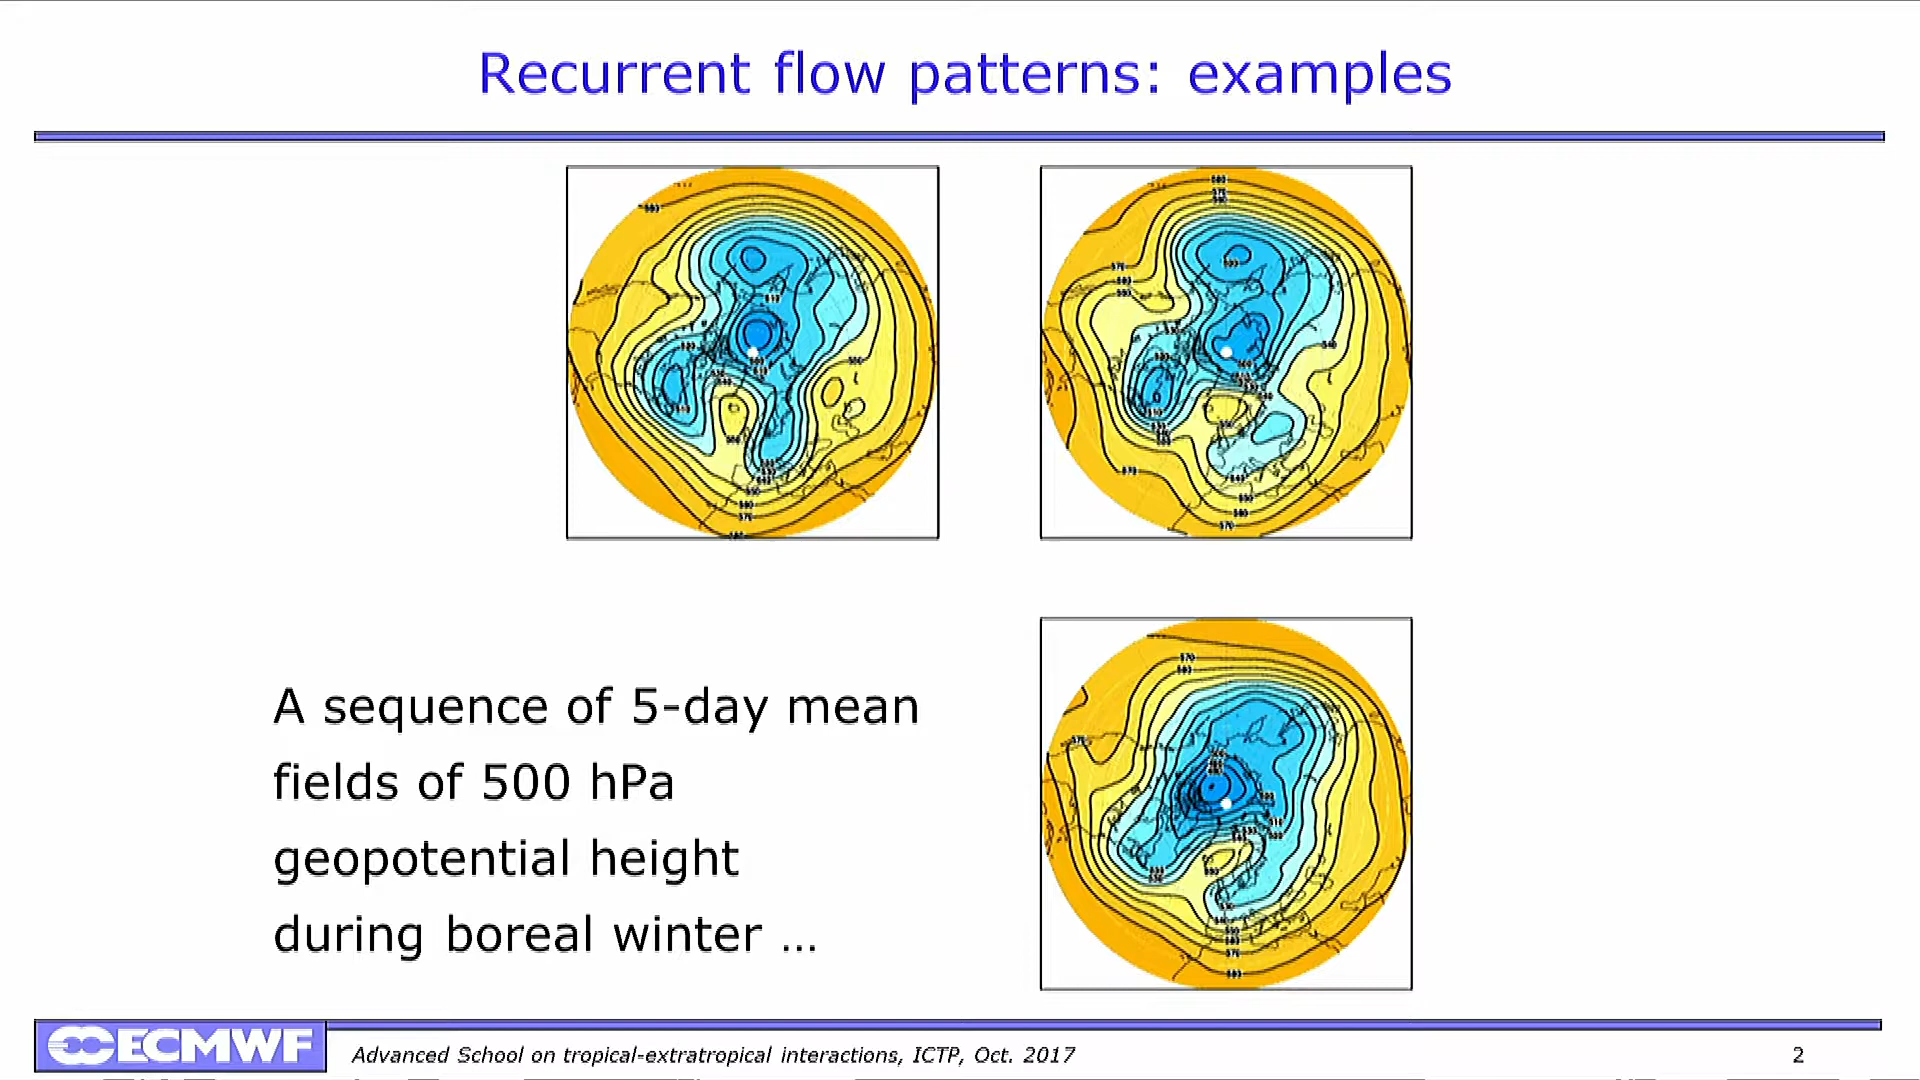 Recurrent flow patterns: examples
A sequence of 5-day mean
fields of 500 hPa
geopotential height
during boreal winter ...
ECMWF
Advanced School on tropical-extratropical interactions, ICTP, Oct. 2017
2